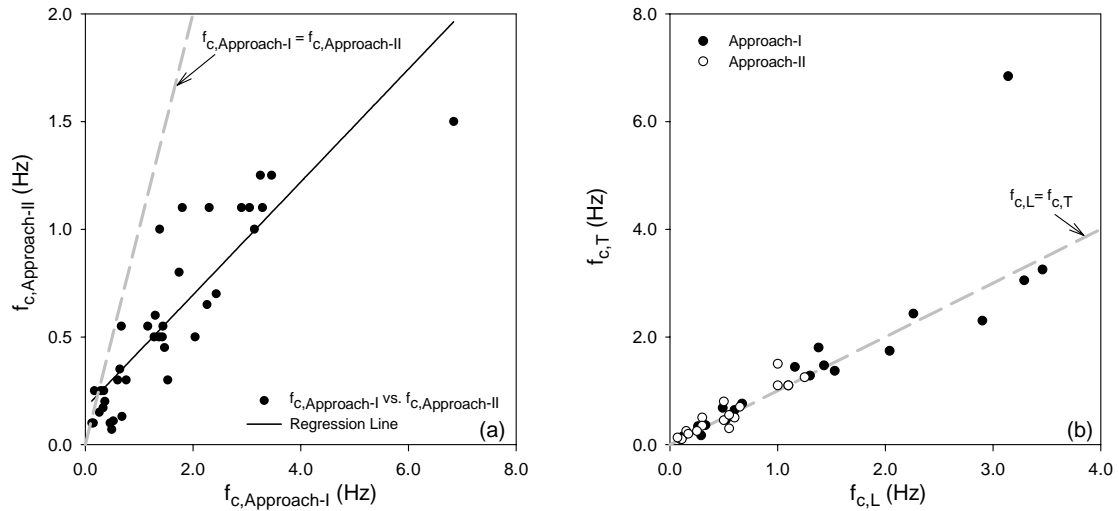 2.0
1.5
1.0
0.5
0.0
f_c,Approach-II (Hz)
f_c,Approach-I = f_c,Approach-II
f_c,Approach-I vs. f_c,Approach-II
Regression Line
(a)
0.0 2.0 4.0 6.0 8.0
f_c,Approach-I (Hz)
8.0
6.0
4.0
2.0
0.0
f_c,T (Hz)
Approach-I
Approach-II
f_c,L = f_c,T
(b)
0.0 1.0 2.0 3.0 4.0
f_c,L (Hz)